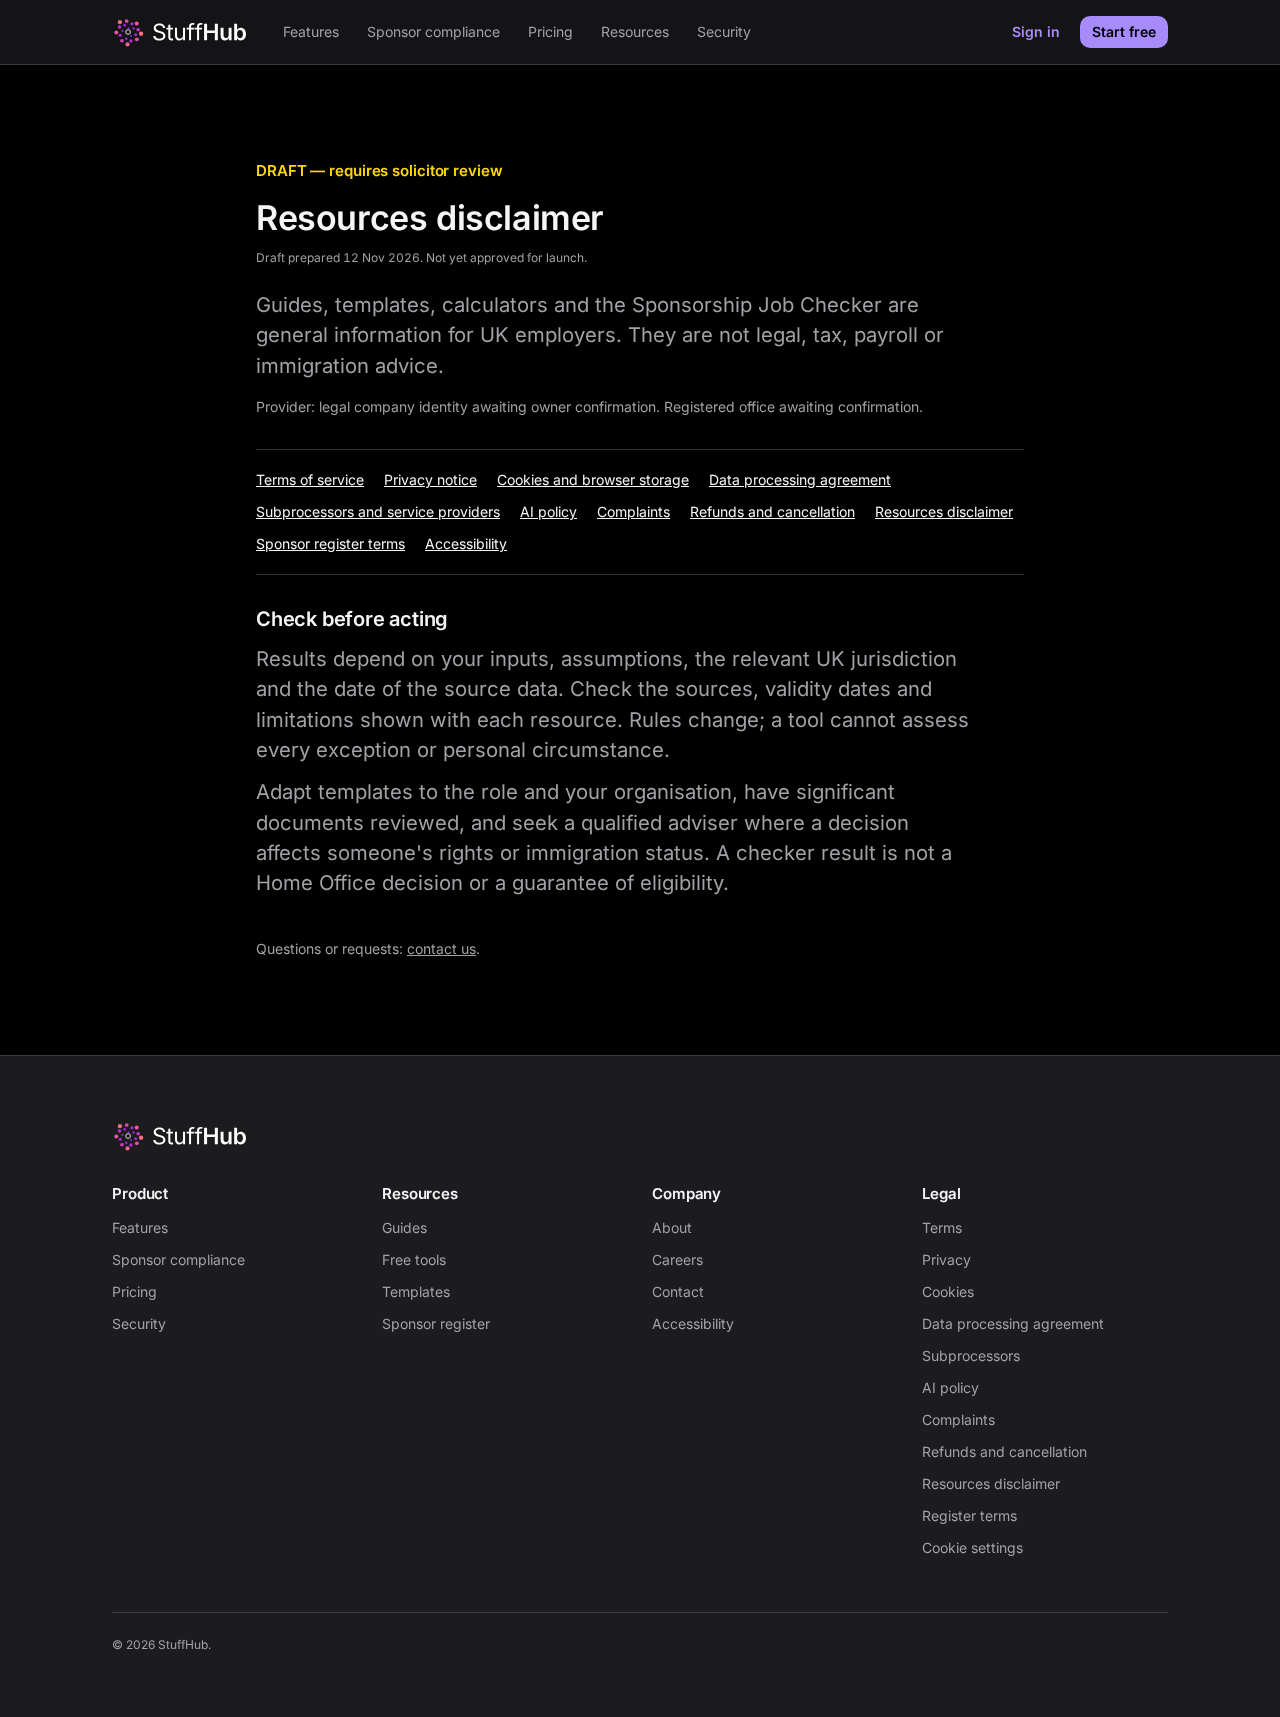 StuffHub
Features
Sponsor compliance
Pricing
Resources
Security
Sign in
Start free
DRAFT — requires solicitor review
Resources disclaimer
Draft prepared 12 Nov 2026. Not yet approved for launch.
Guides, templates, calculators and the Sponsorship Job Checker are
general information for UK employers. They are not legal, tax, payroll or
immigration advice.
Provider: legal company identity awaiting owner confirmation. Registered office awaiting confirmation.
Terms of service Privacy notice Cookies and browser storage Data processing agreement
Subprocessors and service providers AI policy Complaints Refunds and cancellation Resources disclaimer
Sponsor register terms Accessibility
Check before acting
Results depend on your inputs, assumptions, the relevant UK jurisdiction
and the date of the source data. Check the sources, validity dates and
limitations shown with each resource. Rules change; a tool cannot assess
every exception or personal circumstance.
Adapt templates to the role and your organisation, have significant
documents reviewed, and seek a qualified adviser where a decision
affects someone's rights or immigration status. A checker result is not a
Home Office decision or a guarantee of eligibility.
Questions or requests: contact us.
StuffHub
Product
Features
Sponsor compliance
Pricing
Security
Resources
Guides
Free tools
Templates
Sponsor register
Company
About
Careers
Contact
Accessibility
Legal
Terms
Privacy
Cookies
Data processing agreement
Subprocessors
AI policy
Complaints
Refunds and cancellation
Resources disclaimer
Register terms
Cookie settings
© 2026 StuffHub.